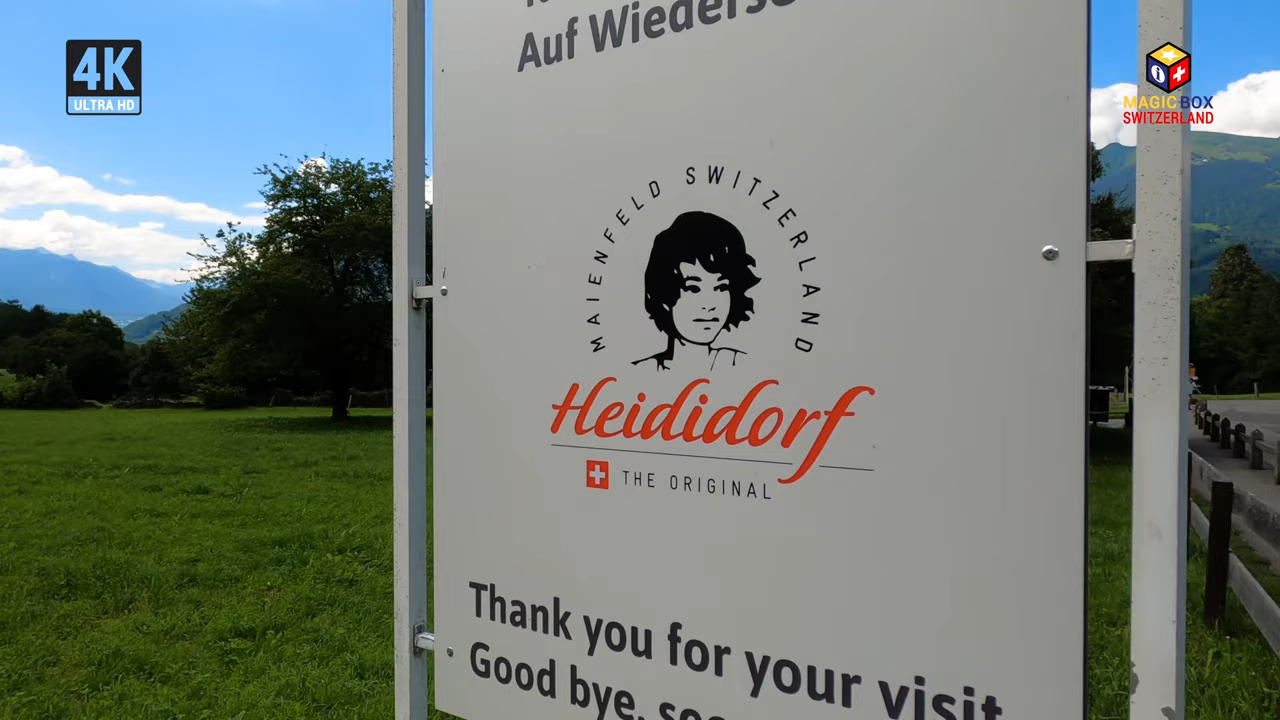 4K
ULTRA HD
MAGIC BOX
SWITZERLAND
Auf
MAIENFELD SWITZERLAND
Heididorf
THE ORIGINAL
Thank you for your visit
Good bye,